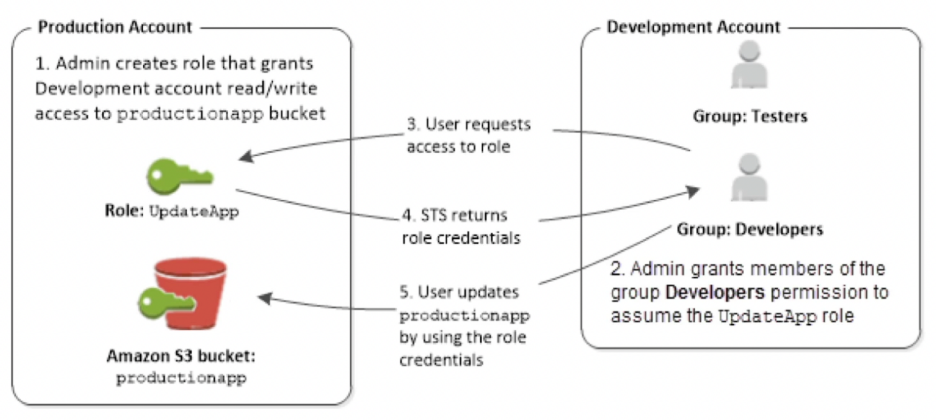 Production Account
1. Admin creates role that grants
Development account read/write
access to productionapp bucket
Role: UpdateApp
Amazon S3 bucket:
productionapp
3. User requests
access to role
4. STS returns
role credentials
5. User updates
productionapp
by using the role
credentials
Development Account
Group: Testers
Group: Developers
2. Admin grants members of the
group Developers permission to
assume the UpdateApp role